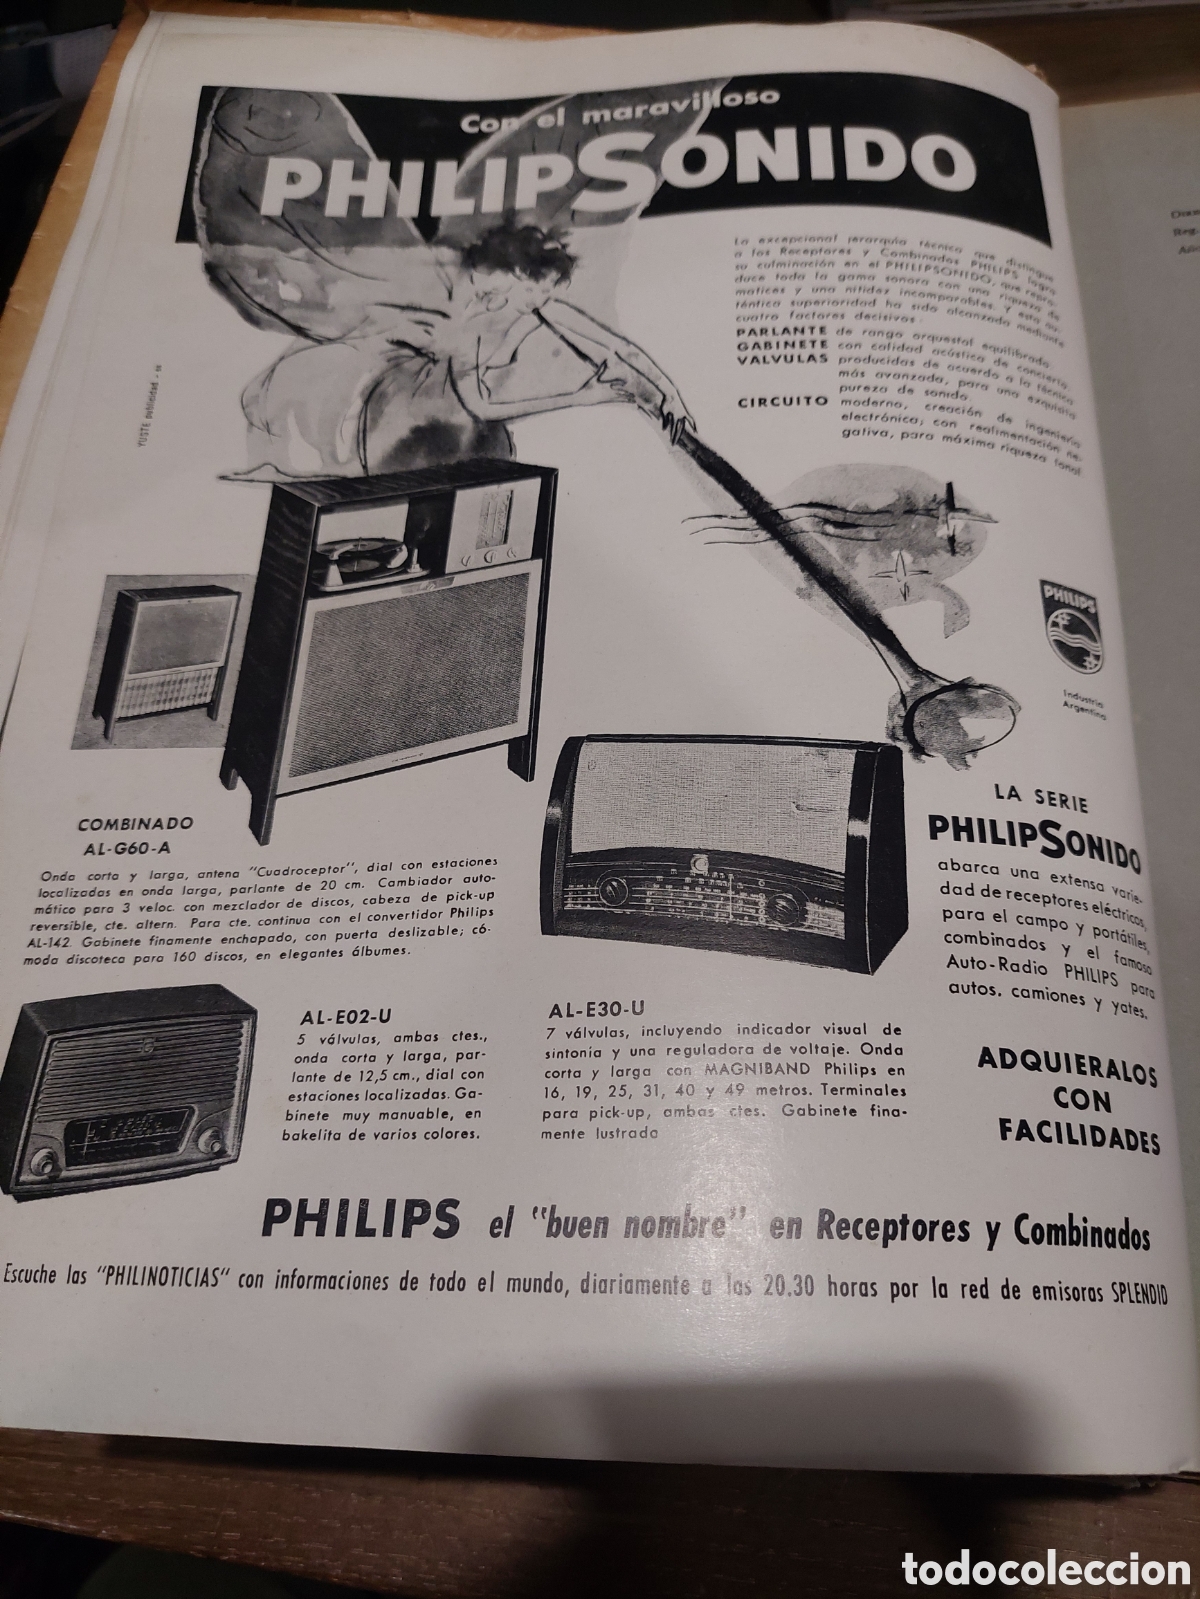 Con el maravilloso
PHILIPSONIDO
La excepcional jerarquía técnica que distingue
a los Receptores y Combinados PHILIPS logra
su culminación en el PHILIPSONIDO, que repro-
duce toda la gama sonora con una riqueza de
matices y una nitidez incomparables. Y esta au-
téntica superioridad ha sido alcanzada mediante
cuatro factores decisivos:
PARLANTE de rango orquestal equilibrado.
GABINETE con calidad acústica de concierto.
VALVULAS producidas de acuerdo a la técnica
más avanzada, para una exquisita
pureza de sonido.
CIRCUITO moderno, creación de ingeniería
electrónica; con realimentación ne-
gativa, para máxima riqueza tonal
YUSTE publicidad -
PHILIPS
Industria
Argentina
COMBINADO
AL-G60-A
Onda corta y larga, antena "Cuadroceptor", dial con estaciones
localizadas en onda larga, parlante de 20 cm. Cambiador auto-
mático para 3 veloc. con mezclador de discos, cabeza de pick-up
reversible, cte. altern. Para cte. continua con el convertidor Philips
AL-142. Gabinete finamente enchapado, con puerta deslizable; có-
moda discoteca para 160 discos, en elegantes álbumes.
AL-E02-U
5 válvulas, ambas ctes.,
onda corta y larga, par-
lante de 12,5 cm., dial con
estaciones localizadas. Ga-
binete muy manuable, en
bakelita de varios colores.
AL-E30-U
7 válvulas, incluyendo indicador visual de
sintonía y una reguladora de voltaje. Onda
corta y larga con MAGNIBAND Philips en
16, 19, 25, 31, 40 y 49 metros. Terminales
para pick-up, ambas ctes. Gabinete fina-
mente lustrado
LA SERIE
PHILIPSONIDO
abarca una extensa varie-
dad de receptores eléctricos,
para el campo y portátiles,
combinados y el famoso
Auto-Radio PHILIPS para
autos, camiones y yates.
ADQUIERALOS
CON
FACILIDADES
PHILIPS el "buen nombre" en Receptores y Combinados
Escuche las "PHILINOTICIAS" con informaciones de todo el mundo, diariamente a las 20.30 horas por la red de emisoras SPLENDID
todocoleccion